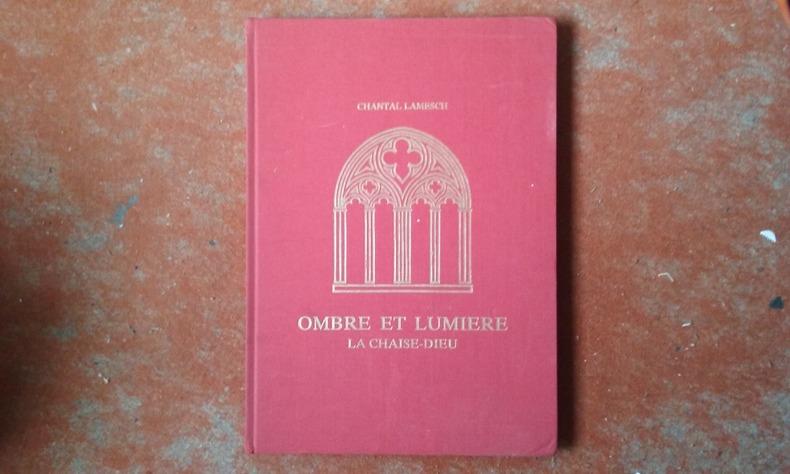 CHANTAL LAMESCH
OMBRE ET LUMIERE
LA CHAISE-DIEU